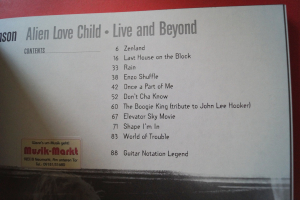 ason Alien Love Child • Live and Beyond
CONTENTS
6 Zenland
16 Last House on the Block
33 Rain
38 Enzo Shuffle
42 Once a Part of Me
52 Don't Cha Know
60 The Boogie King (tribute to John Lee Hooker)
67 Elevator Sky Movie
71 Shape I'm In
83 World of Trouble
88 Guitar Notation Legend
Musik-Markt